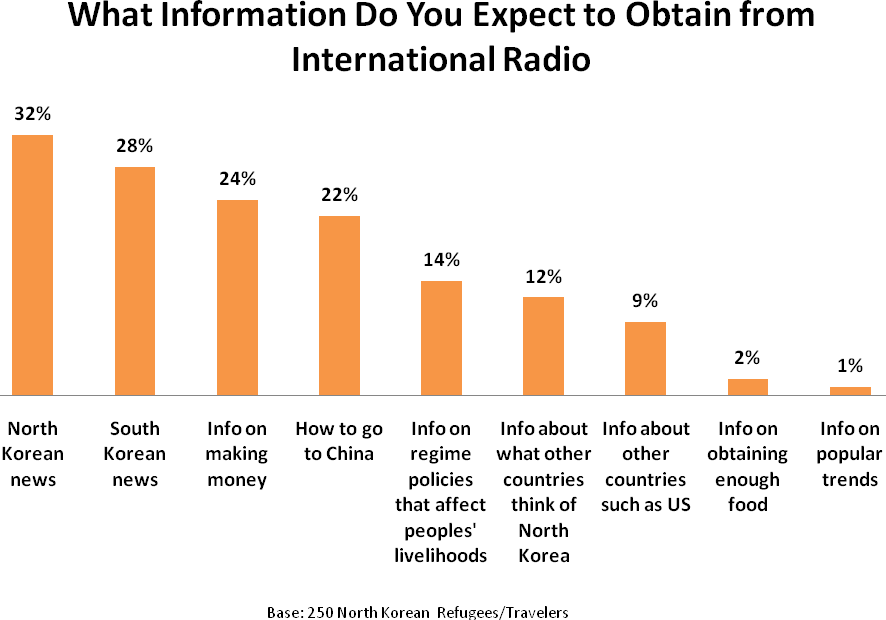 What Information Do You Expect to Obtain from
International Radio
32%
28%
24%
22%
14%
12%
9%
2%
1%
North
Korean
news
South
Korean
news
Info on
making
money
How to go
to China
Info on
regime
policies
that affect
peoples'
livelihoods
Info about
what other
countries
think of
North
Korea
Info about
other
countries
such as US
Info on
obtaining
enough
food
Info on
popular
trends
Base: 250 North Korean Refugees/Travelers